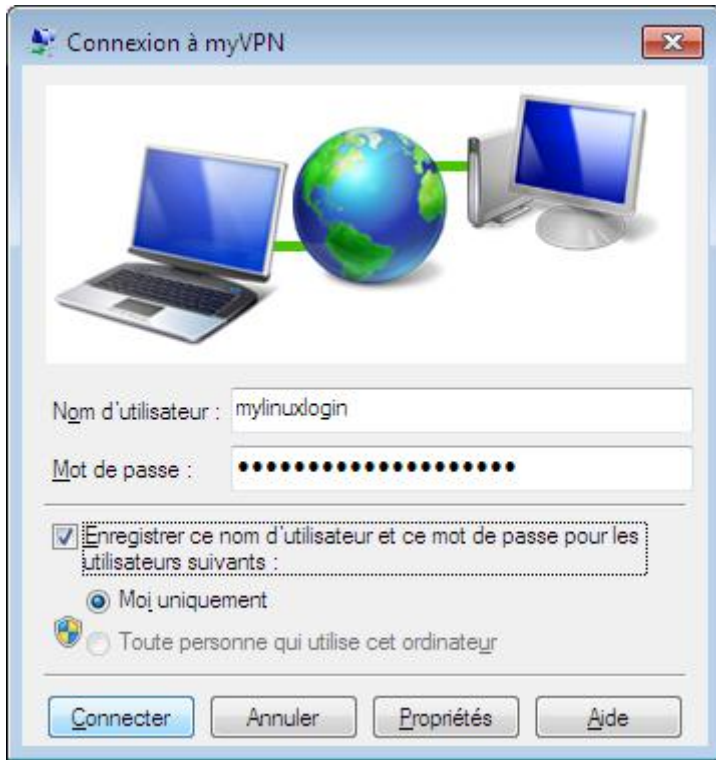 Connexion à myVPN
Nom d'utilisateur : mylinuxlogin
Mot de passe : ●●●●●●●●●●●●●●●●●●●●●
Enregistrer ce nom d'utilisateur et ce mot de passe pour les
utilisateurs suivants :
Moi uniquement
Toute personne qui utilise cet ordinateur
Connecter Annuler Propriétés Aide